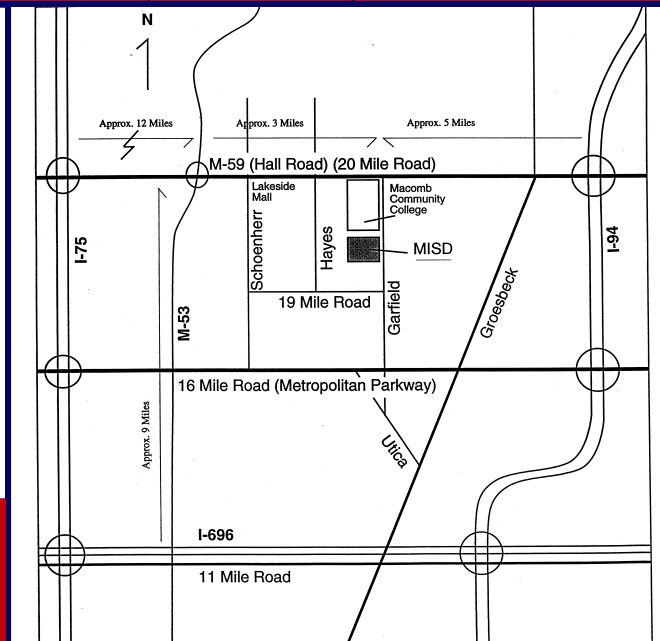 N
Approx. 12 Miles
Approx. 3 Miles
Approx. 5 Miles
M-59 (Hall Road) (20 Mile Road)
Lakeside
Mall
Macomb
Community
College
MISD
I-75
M-53
Schoenherr
Hayes
Garfield
Groesbeck
I-94
19 Mile Road
16 Mile Road (Metropolitan Parkway)
Approx. 9 Miles
Utica
I-696
11 Mile Road